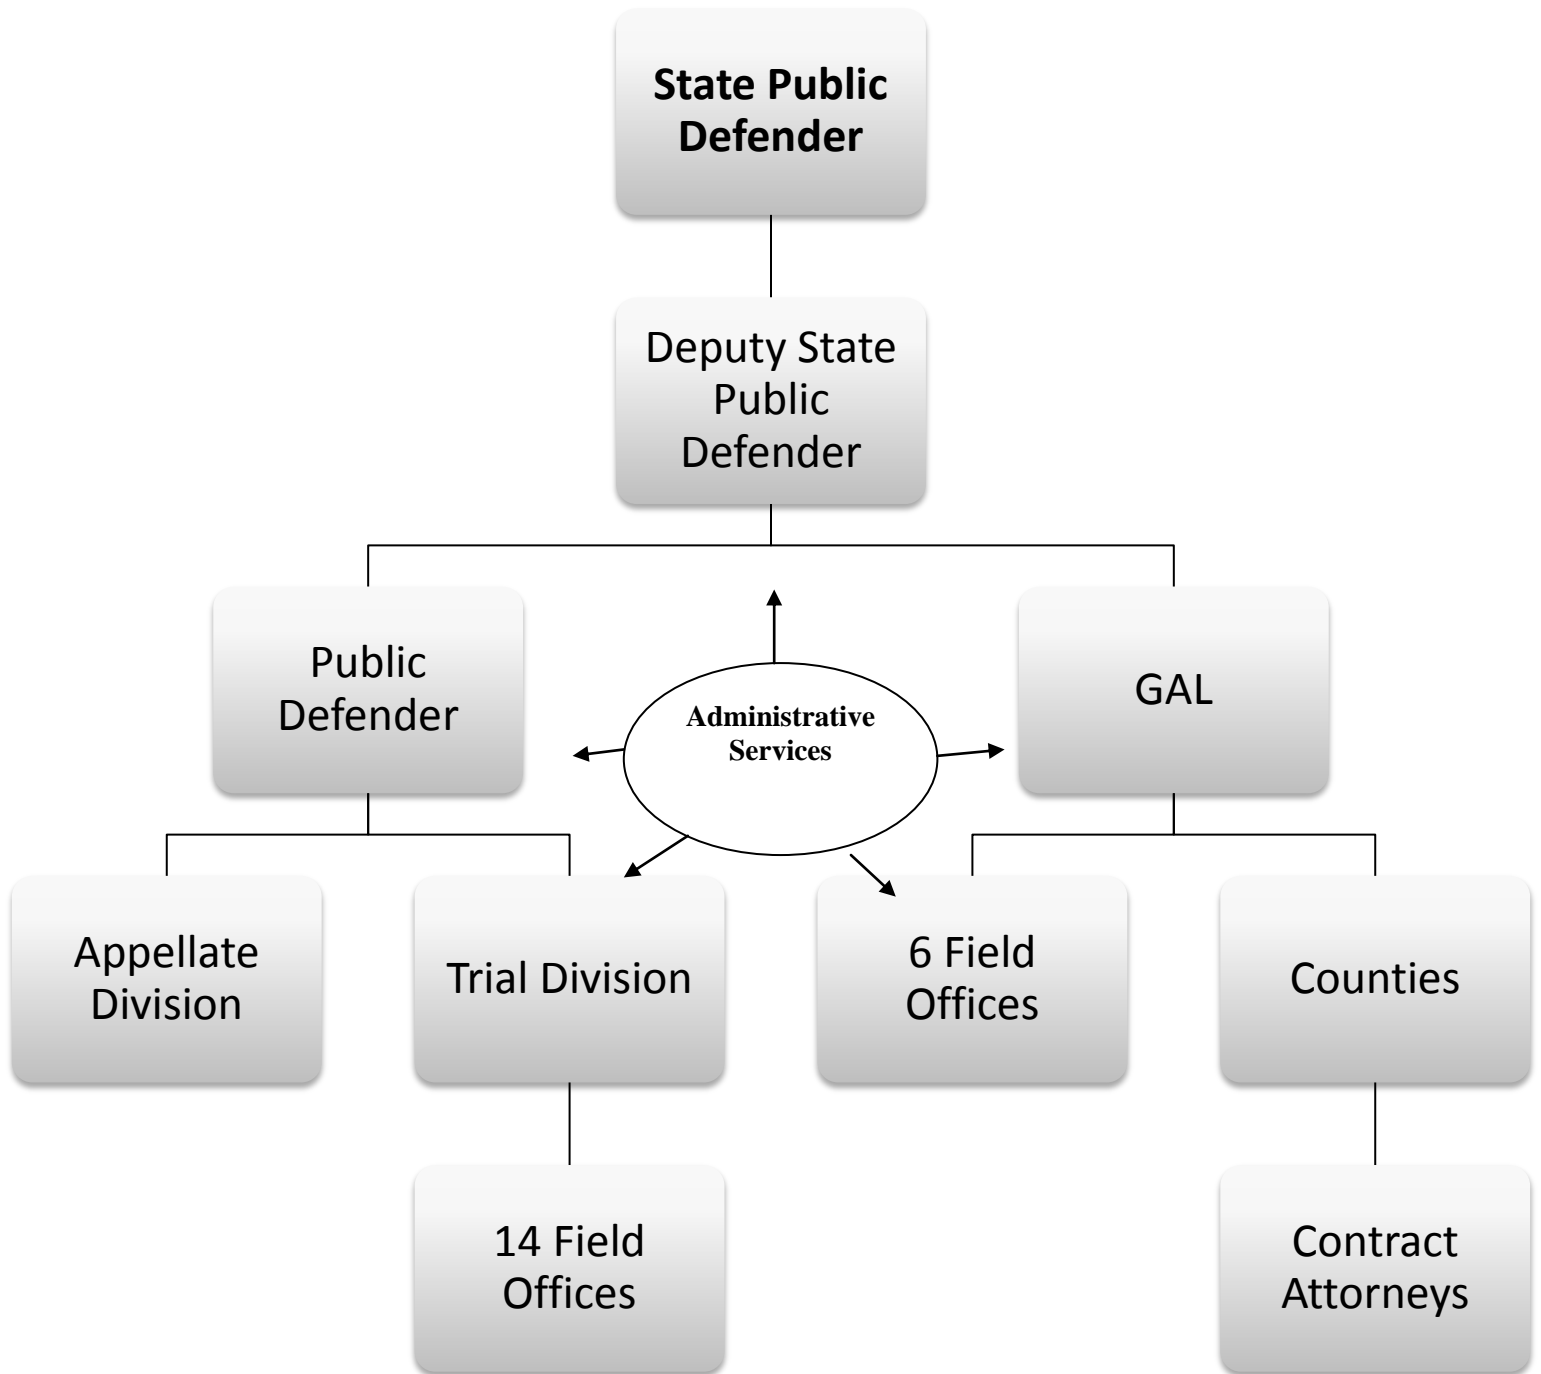 State Public
Defender
Deputy State
Public
Defender
Public
Defender
Administrative
Services
GAL
Appellate
Division
Trial Division
6 Field
Offices
Counties
14 Field
Offices
Contract
Attorneys